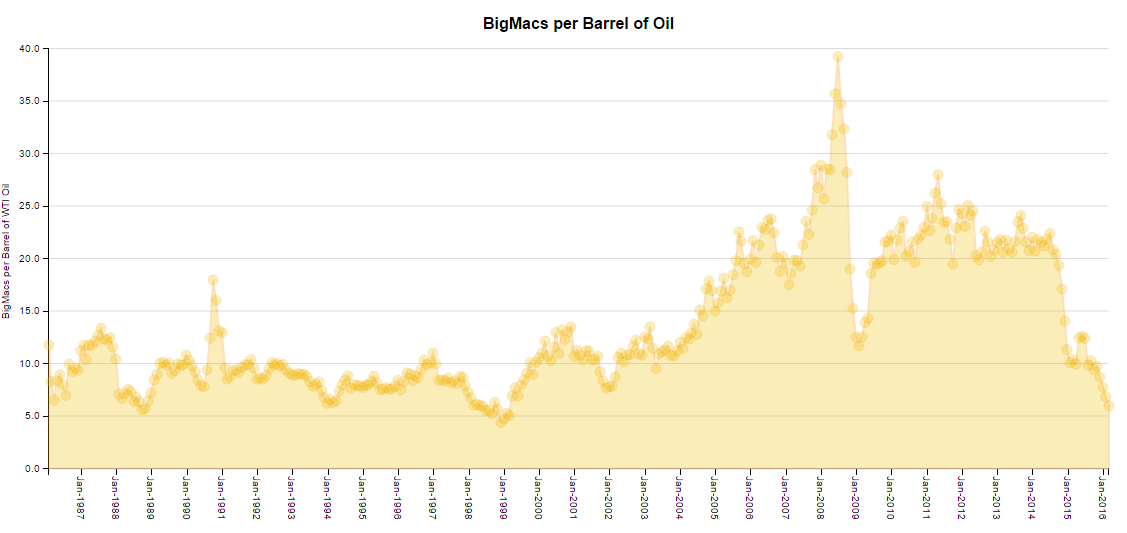 BigMacs per Barrel of Oil
BigMacs per Barrel of WTI Oil
40.0
35.0
30.0
25.0
20.0
15.0
10.0
5.0
0.0
Jan-1987
Jan-1988
Jan-1989
Jan-1990
Jan-1991
Jan-1992
Jan-1993
Jan-1994
Jan-1995
Jan-1996
Jan-1997
Jan-1998
Jan-1999
Jan-2000
Jan-2001
Jan-2002
Jan-2003
Jan-2004
Jan-2005
Jan-2006
Jan-2007
Jan-2008
Jan-2009
Jan-2010
Jan-2011
Jan-2012
Jan-2013
Jan-2014
Jan-2015
Jan-2016